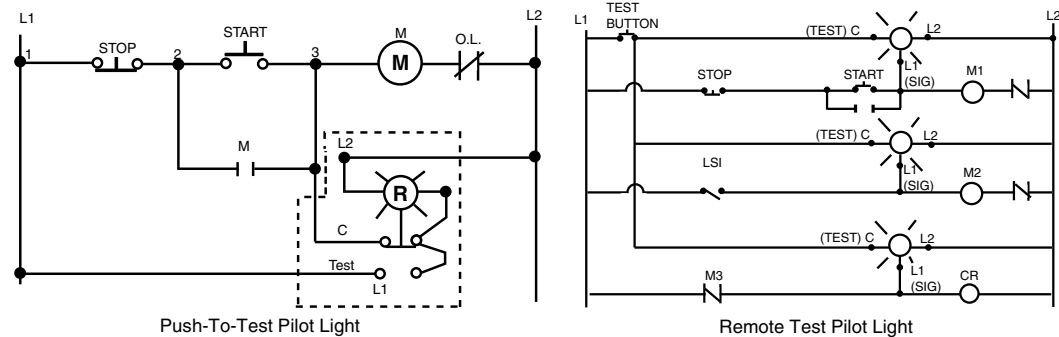 L1
L2
1
STOP
2
START
3
M
M
O.L.
M
L2
R
C
Test
L1
Push-To-Test Pilot Light
L1
TEST
BUTTON
L2
(TEST) C
L2
L1
(SIG)
STOP
START
M1
(TEST) C
L2
L1
(SIG)
LSI
M2
(TEST) C
L2
L1
(SIG)
M3
CR
Remote Test Pilot Light